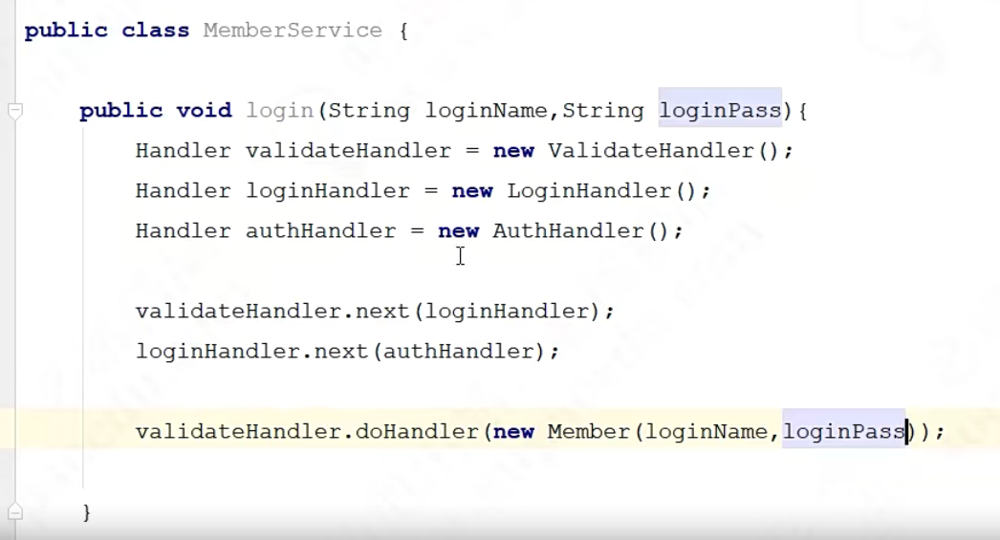 public class MemberService {
public void login(String loginName,String loginPass){
Handler validateHandler = new ValidateHandler();
Handler loginHandler = new LoginHandler();
Handler authHandler = new AuthHandler();
validateHandler.next(loginHandler);
loginHandler.next(authHandler);
validateHandler.doHandler(new Member(loginName,loginPass));
}